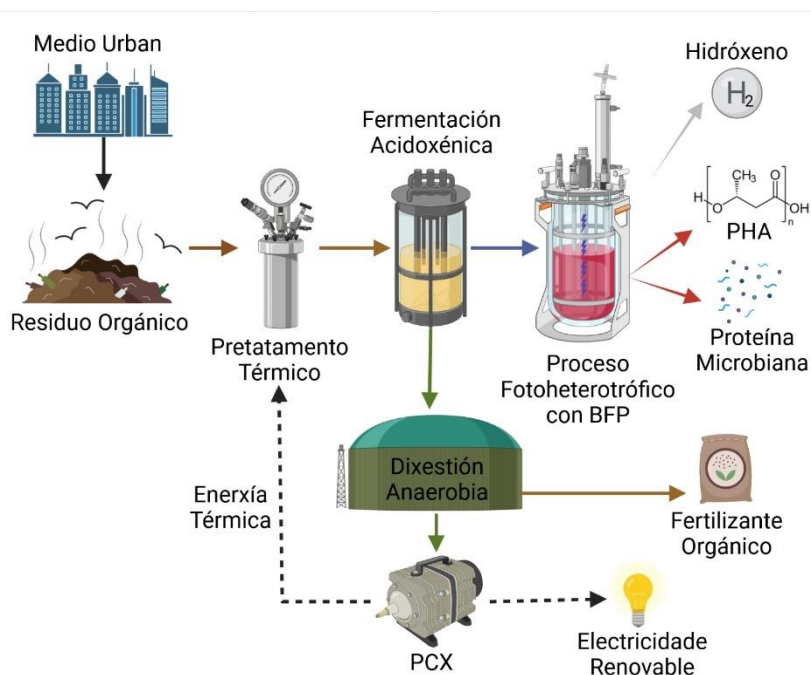 Medio Urban
Residuo Orgánico
Pretatamento
Térmico
Fermentación
Acidoxénica
Proceso
Fotoheterotrófico
con BFP
Hidróxeno
H2
H
O
CH3
O
OH
n
PHA
Proteína
Microbiana
Dixestión
Anaerobia
Enerxía
Térmica
Fertilizante
Orgánico
PCX
Electricidade
Renovable